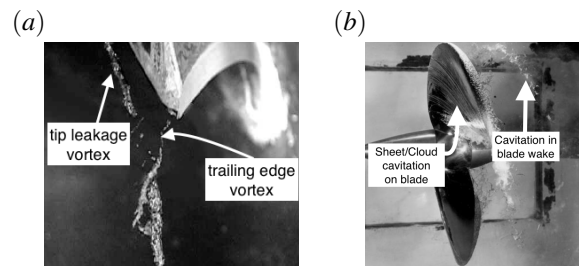 (a)
tip leakage
vortex
trailing edge
vortex
(b)
Sheet/Cloud
cavitation
on blade
Cavitation in
blade wake